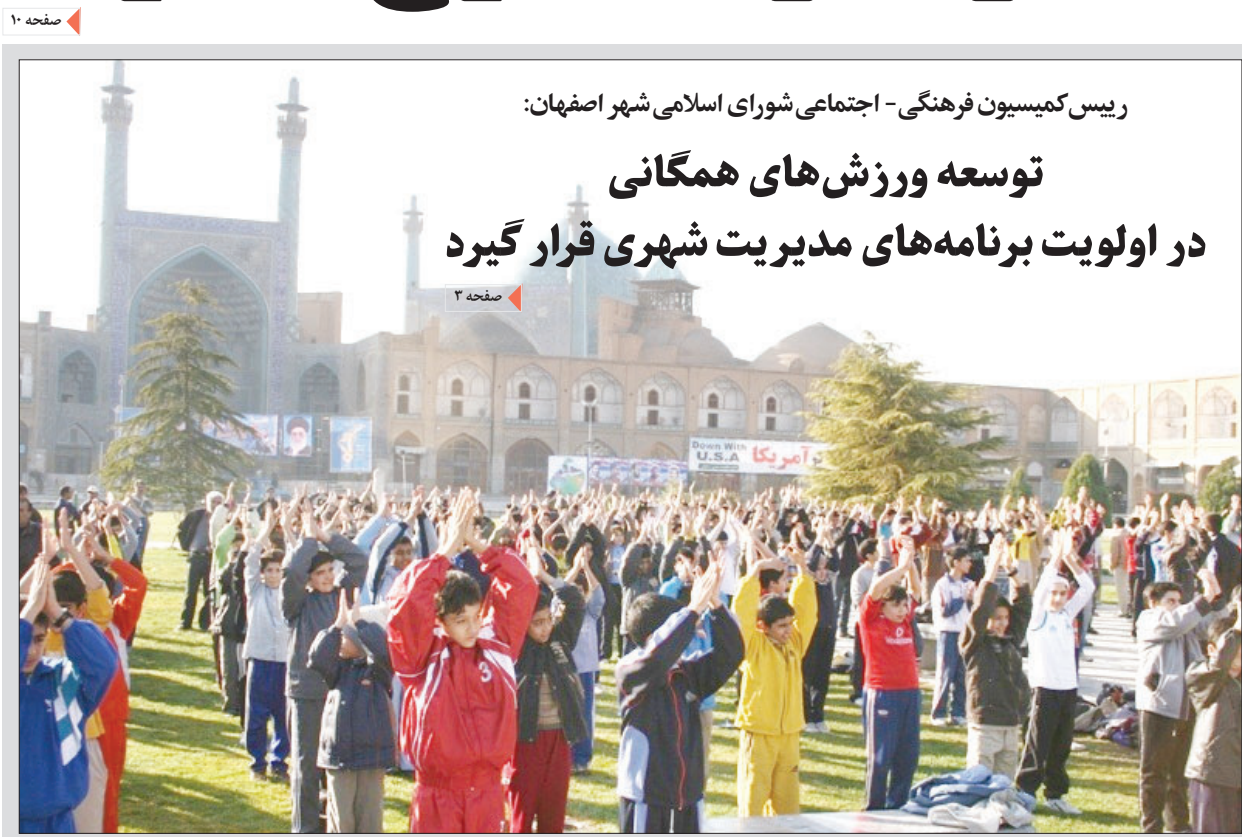 صفحه ۱۰
رییس کمیسیون فرهنگی - اجتماعی شورای اسلامی شهر اصفهان:
توسعه ورزش‌های همگانی
در اولویت برنامه‌های مدیریت شهری قرار گیرد
صفحه ۳
Down With
U.S.A
آمریکا
3